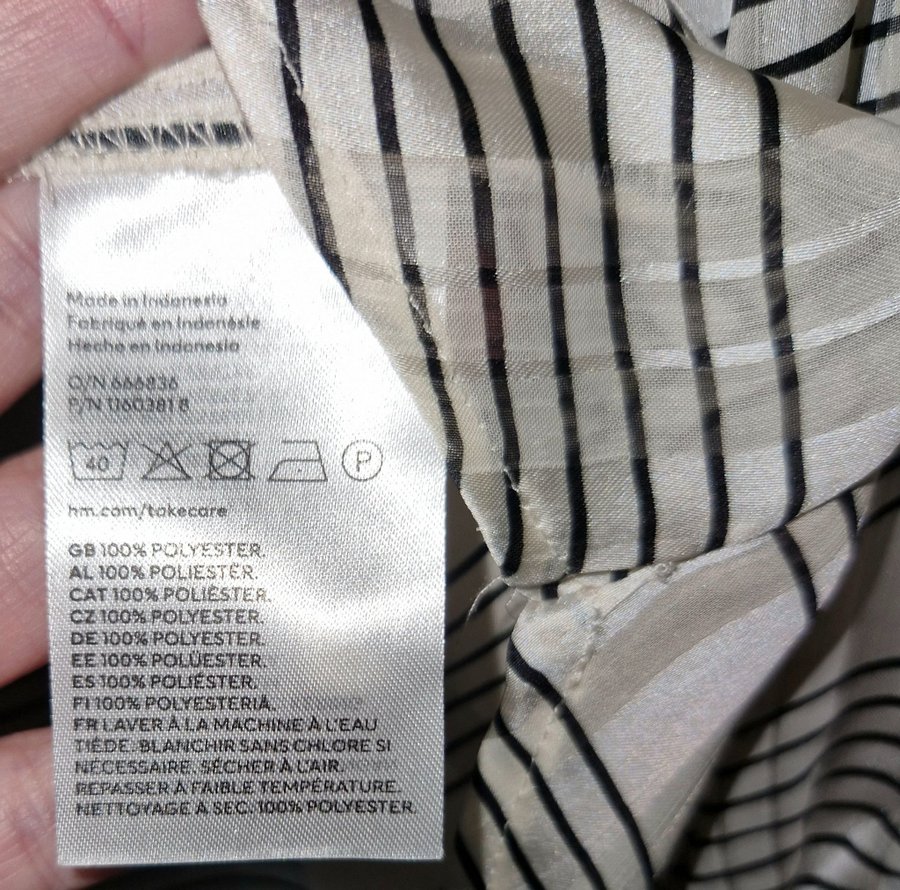 Made in Indonesia
Fabriqué en Indonésie
Hecho en Indonesia
O/N 666836
P/N U603818
40
P
hm.com/takecare
GB 100% POLYESTER.
AL 100% POLIESTËR.
CAT 100% POLIÈSTER.
CZ 100% POLYESTER.
DE 100% POLYESTER.
EE 100% POLÜESTER.
ES 100% POLIÉSTER.
FI 100% POLYESTERIÄ.
FR LAVER À LA MACHINE À L'EAU
TIÈDE. BLANCHIR SANS CHLORE SI
NÉCESSAIRE. SÉCHER À L'AIR.
REPASSER À FAIBLE TEMPÉRATURE.
NETTOYAGE À SEC. 100% POLYESTER.